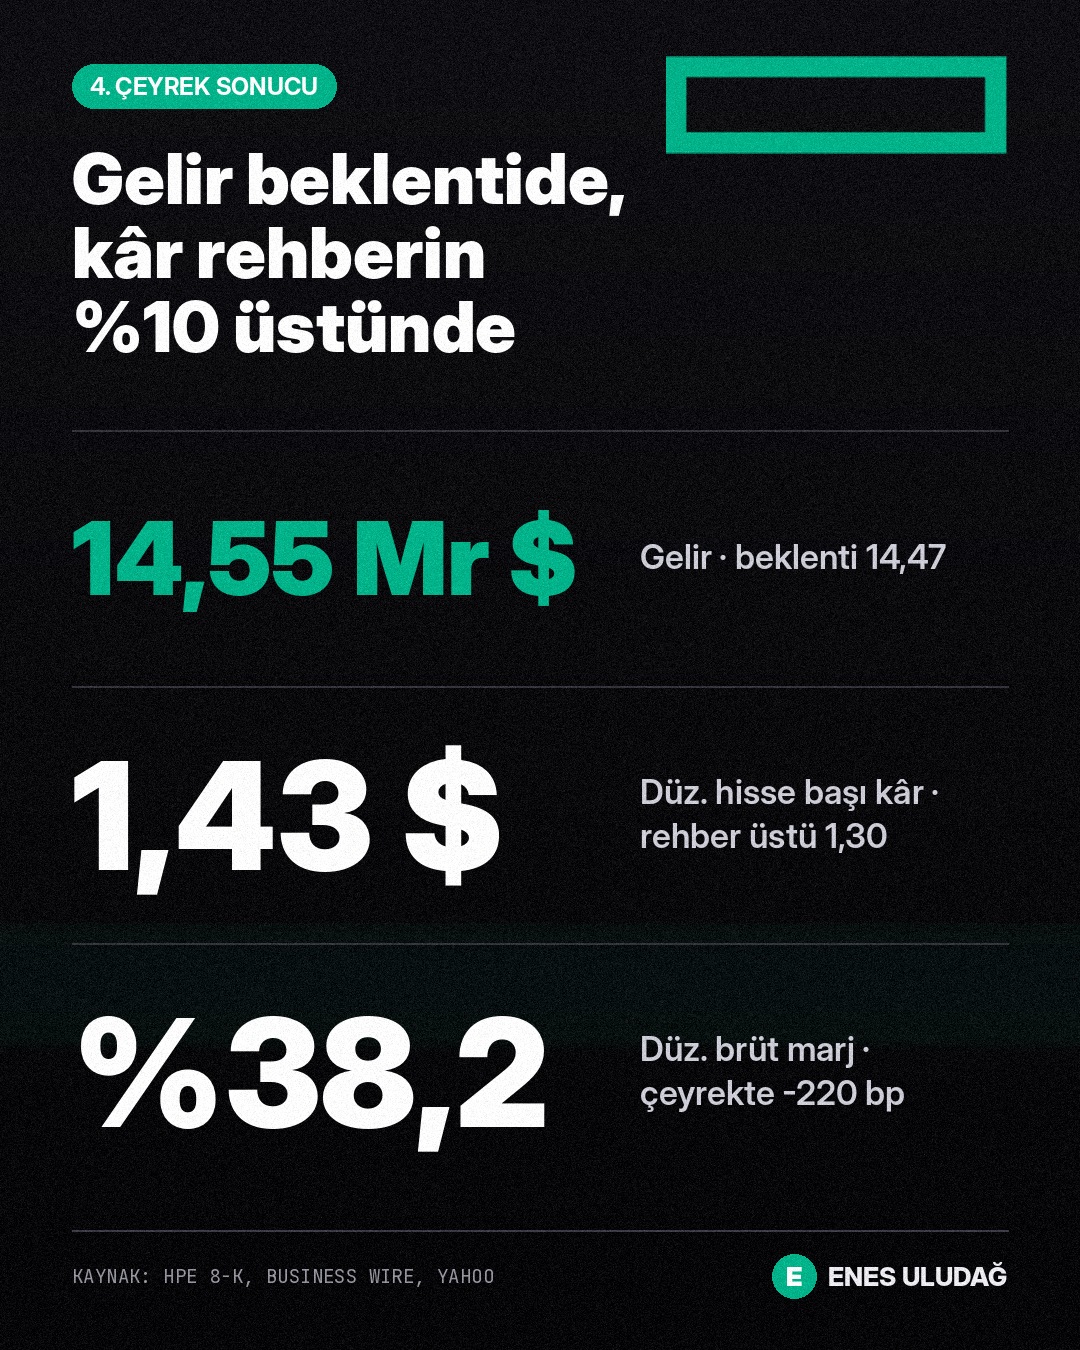 4. ÇEYREK SONUCU
Gelir beklentide,
kâr rehberin
%10 üstünde
14,55 Mr $
Gelir · beklenti 14,47
1,43 $
Düz. hisse başı kâr ·
rehber üstü 1,30
%38,2
Düz. brüt marj ·
çeyrekte -220 bp
KAYNAK: HPE 8-K, BUSINESS WIRE, YAHOO
E ENES ULUDAĞ